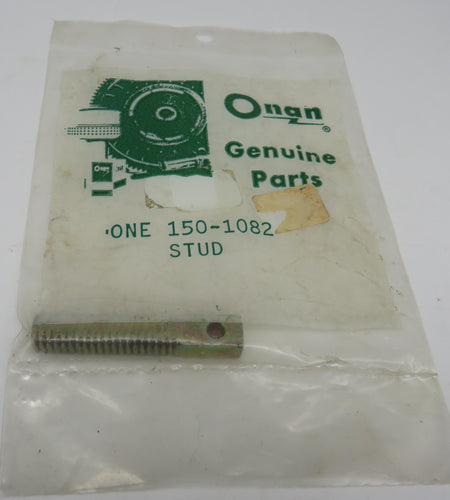 Onan
®
Genuine
Parts
ONE 150-1082
STUD